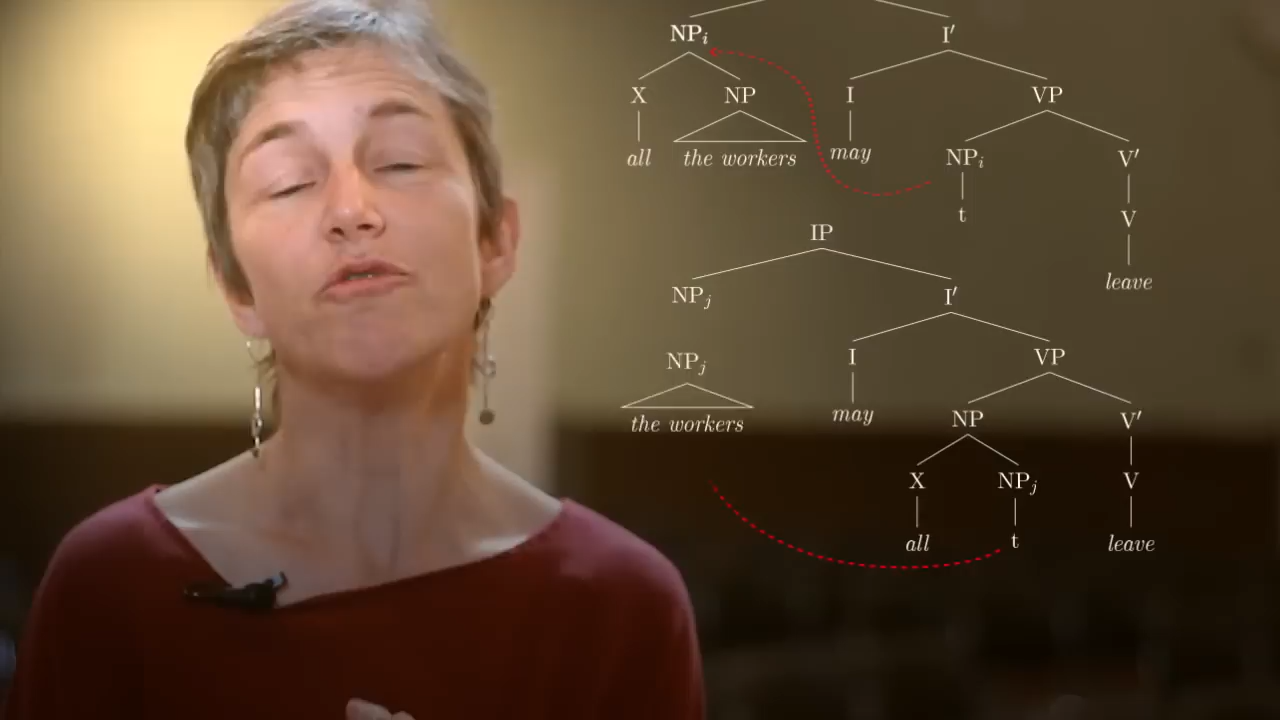 NPi I′
X NP I VP
all the workers may NPi V′
t V
leave
IP
NPj I′
NPj I VP
the workers may NP V′
X NPj V
all t leave